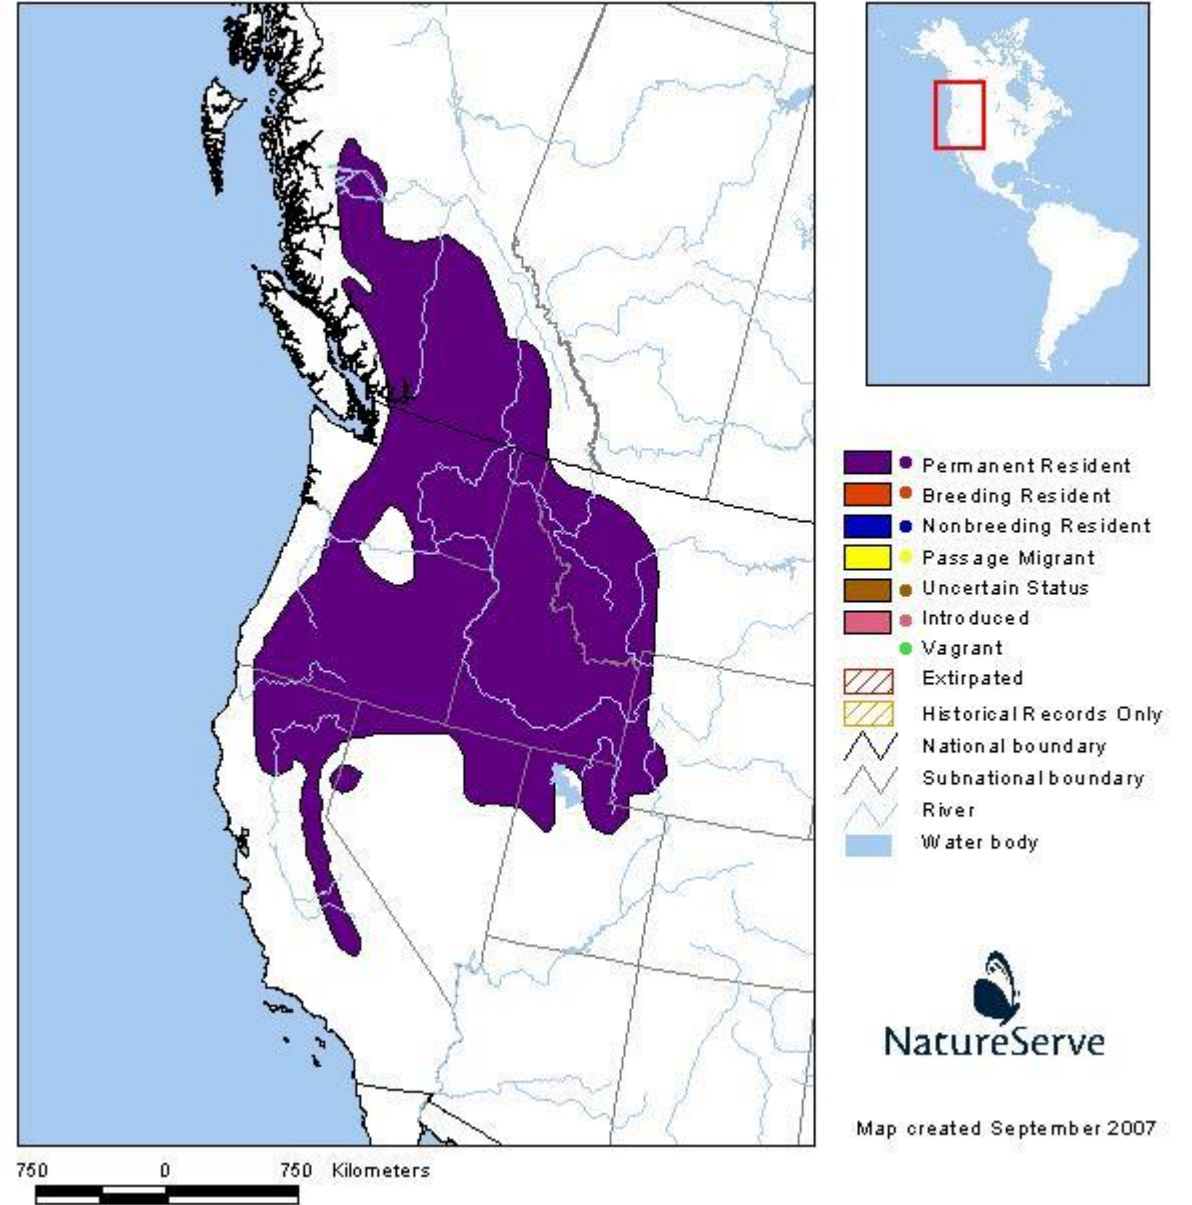 Permanent Resident
Breeding Resident
Nonbreeding Resident
Passage Migrant
Uncertain Status
Introduced
Vagrant
Extirpated
Historical Records Only
National boundary
Subnational boundary
River
Water body
NatureServe
Map created September 2007
750 0 750 Kilometers